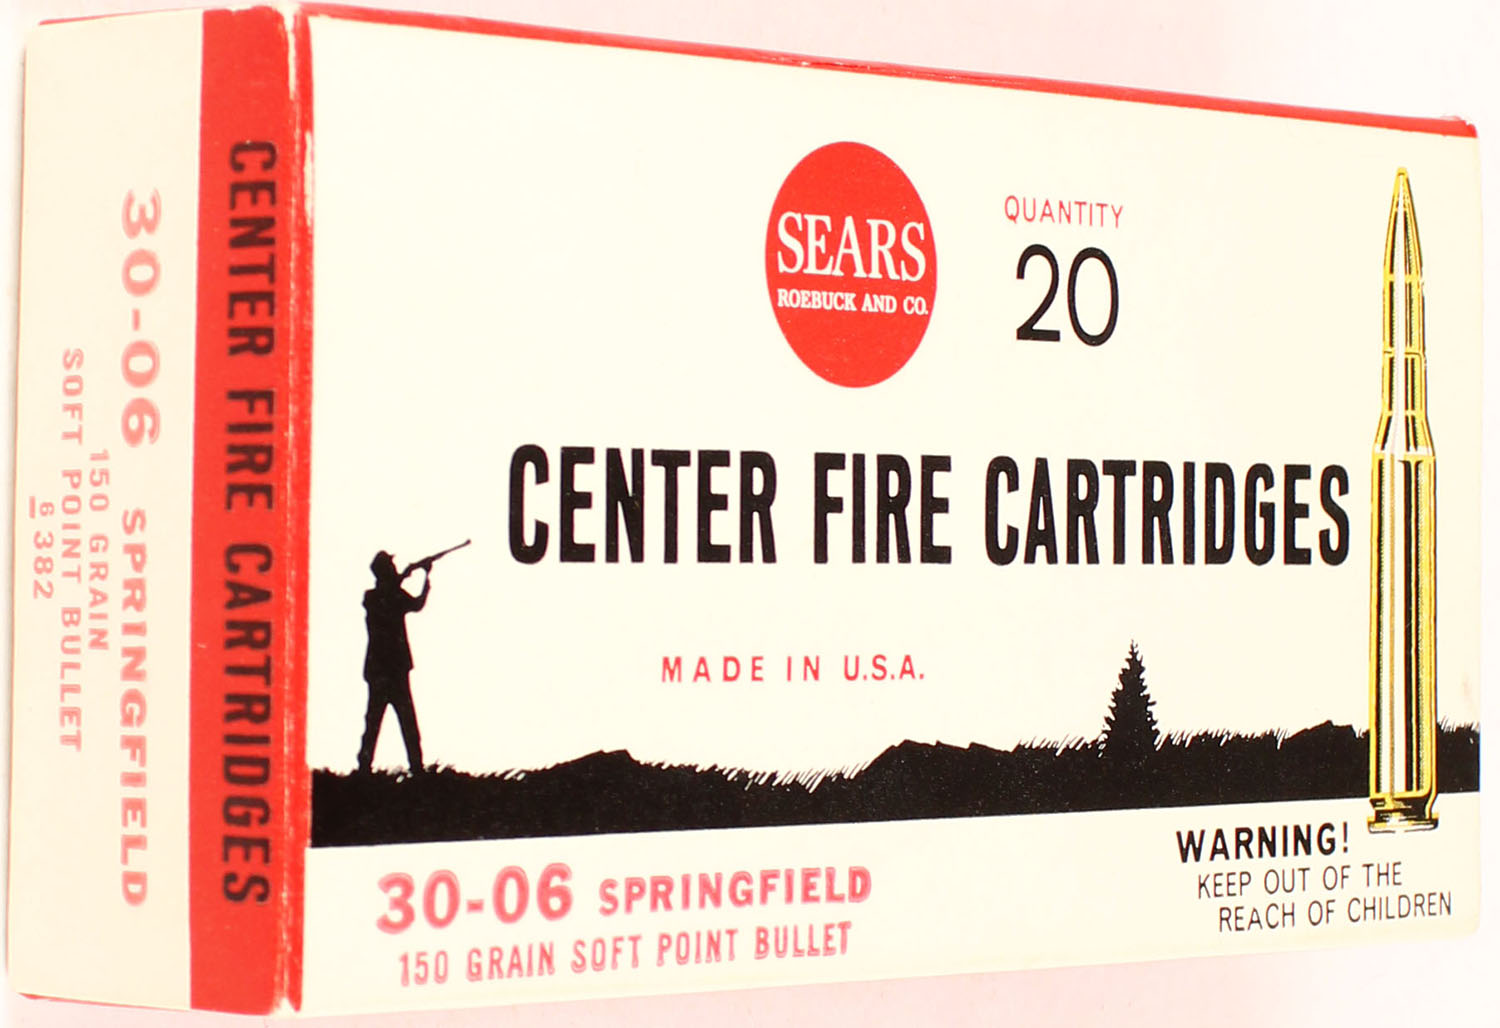 SEARS
ROEBUCK AND CO.
QUANTITY
20
CENTER FIRE CARTRIDGES
MADE IN U.S.A.
30-06 SPRINGFIELD
150 GRAIN SOFT POINT BULLET
WARNING!
KEEP OUT OF THE
REACH OF CHILDREN
CENTER FIRE CARTRIDGES
30-06 SPRINGFIELD
150 GRAIN
SOFT POINT BULLET
6 382